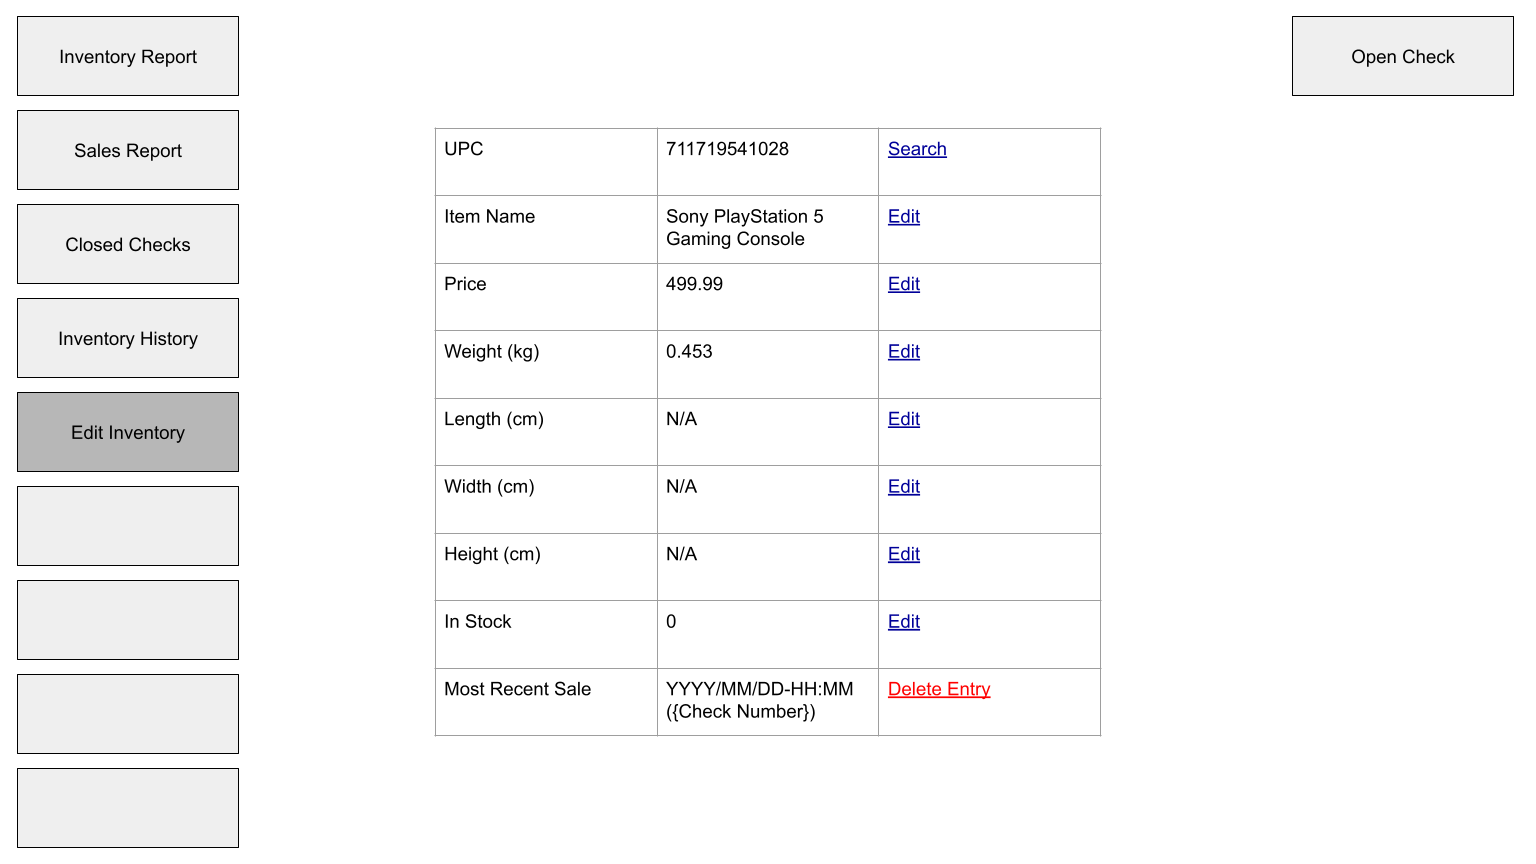 Inventory Report
Open Check
Sales Report
Closed Checks
Inventory History
Edit Inventory
UPC 711719541028 Search
Item Name Sony PlayStation 5 Edit
Gaming Console
Price 499.99 Edit
Weight (kg) 0.453 Edit
Length (cm) N/A Edit
Width (cm) N/A Edit
Height (cm) N/A Edit
In Stock 0 Edit
Most Recent Sale YYYY/MM/DD-HH:MM Delete Entry
({Check Number})